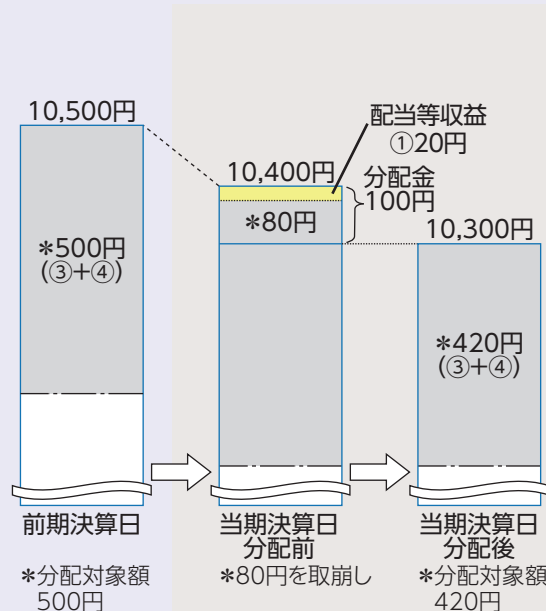 10,500円
*500円
(③+④)
前期決算日
*分配対象額
500円
配当等収益
①20円
10,400円
分配金
100円
*80円
当期決算日
分配前
*80円を取崩し
10,300円
*420円
(③+④)
当期決算日
分配後
*分配対象額
420円